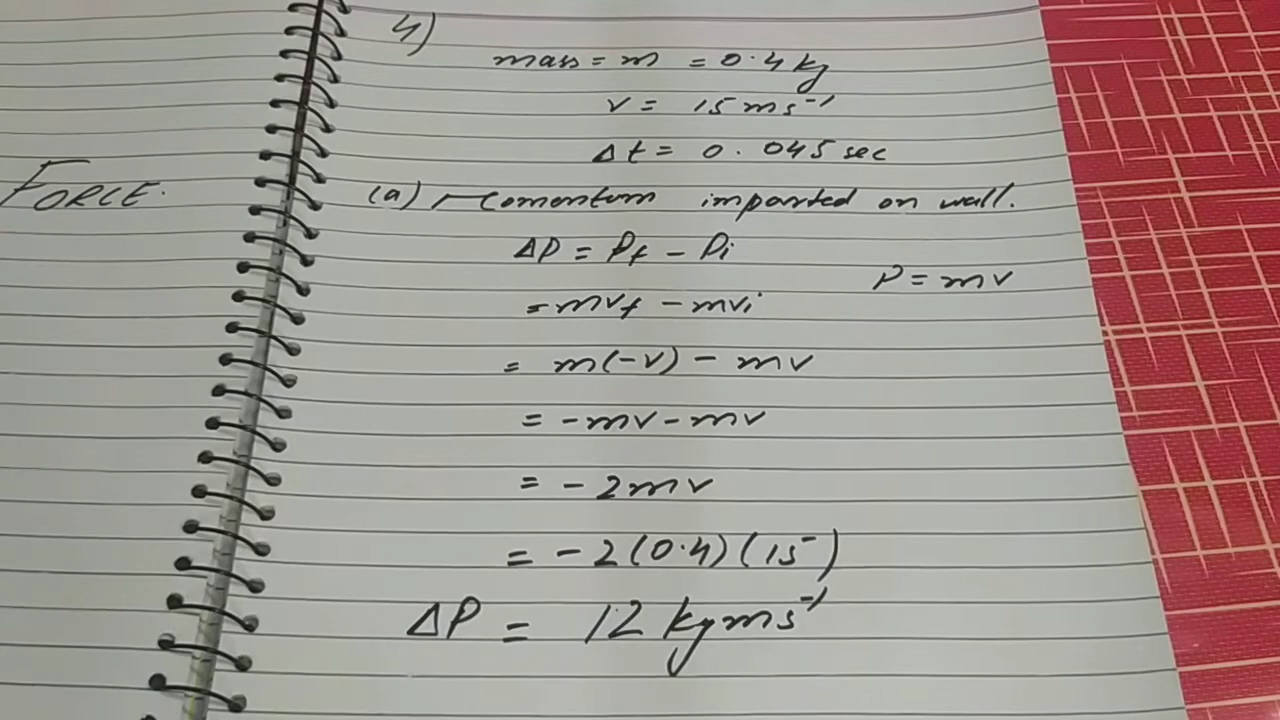 4)
mass = m = 0.4 kg
v = 15 ms⁻¹
Δt = 0.045 sec
FORCE.
(a) Momentum imparted on wall.
ΔP = Pf - Pi
P = mv
= mvf - mvi
= m(-v) - mv
= -mv - mv
= -2mv
= -2(0.4)(15)
ΔP = 12 kgms⁻¹